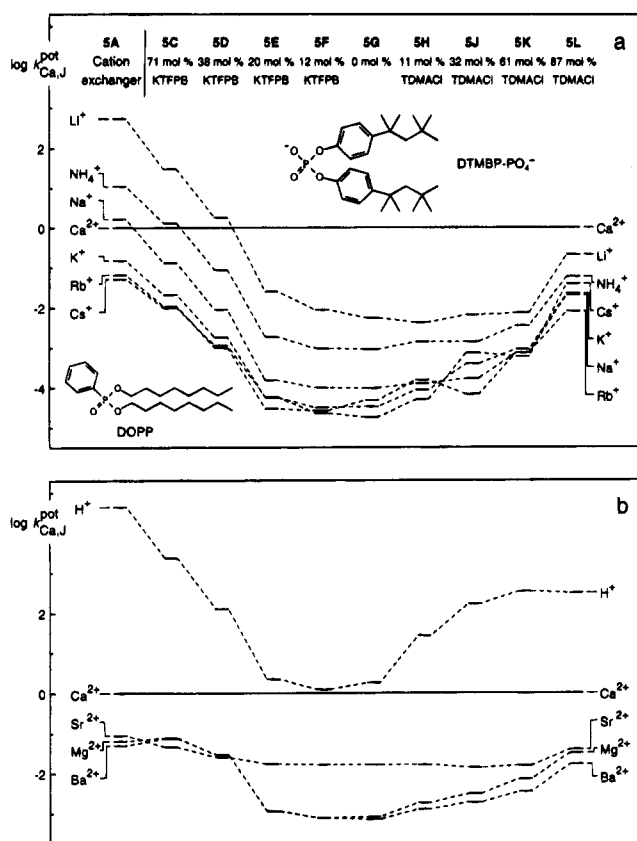 a
log k^pot_Ca,J
5A 5C 5D 5E 5F 5G 5H 5J 5K 5L
Cation 71 mol % 38 mol % 20 mol % 12 mol % 0 mol % 11 mol % 32 mol % 61 mol % 87 mol %
exchanger KTFPB KTFPB KTFPB KTFPB TDMACl TDMACl TDMACl TDMACl
Li⁺
2
NH₄⁺
Na⁺
Ca²⁺
0
K⁺
Rb⁺
-2
Cs⁺
-4
⁻O
O
P
⊕
O
O
DTMBP-PO₄⁻
O
P
O
O
DOPP
Ca²⁺
Li⁺
NH₄⁺
Cs⁺
K⁺
Na⁺
Rb⁺
b
log k^pot_Ca,J
H⁺
2
Ca²⁺
0
Sr²⁺
Mg²⁺
-2
Ba²⁺
H⁺
Ca²⁺
Sr²⁺
Mg²⁺
Ba²⁺